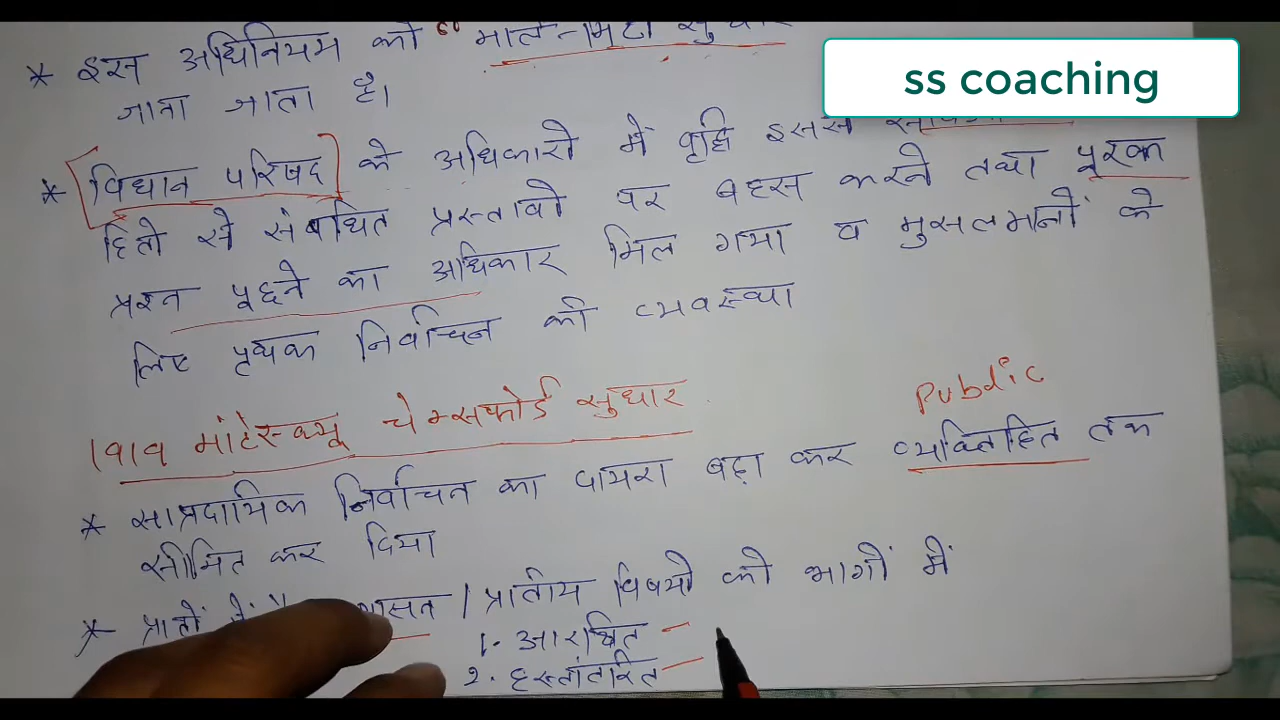 * इस अधिनियम को " मार्ले-मिंटो सुधार
ss coaching
जाना जाता है।
* [विधान परिषद] के अधिकारो में वृद्दि इससे
हितो से संबधित प्रस्तावो पर बहस करने तथा पूरक
प्रश्न पूछने का अधिकार मिल गया व मुसलमानों के
लिए पृथक निर्वाचन की व्यवस्था
1919 मांटेस्क्यू चेम्सफोर्ड सुधार
Public
* साप्रदायिक निर्वाचन का दायरा बढ़ा कर व्यक्तिहित तक
सीमित कर दिया
* प्रातों में शासन / प्रातीय विषयो को भागों में
1. आरक्षित –
2. हस्तांतरित –